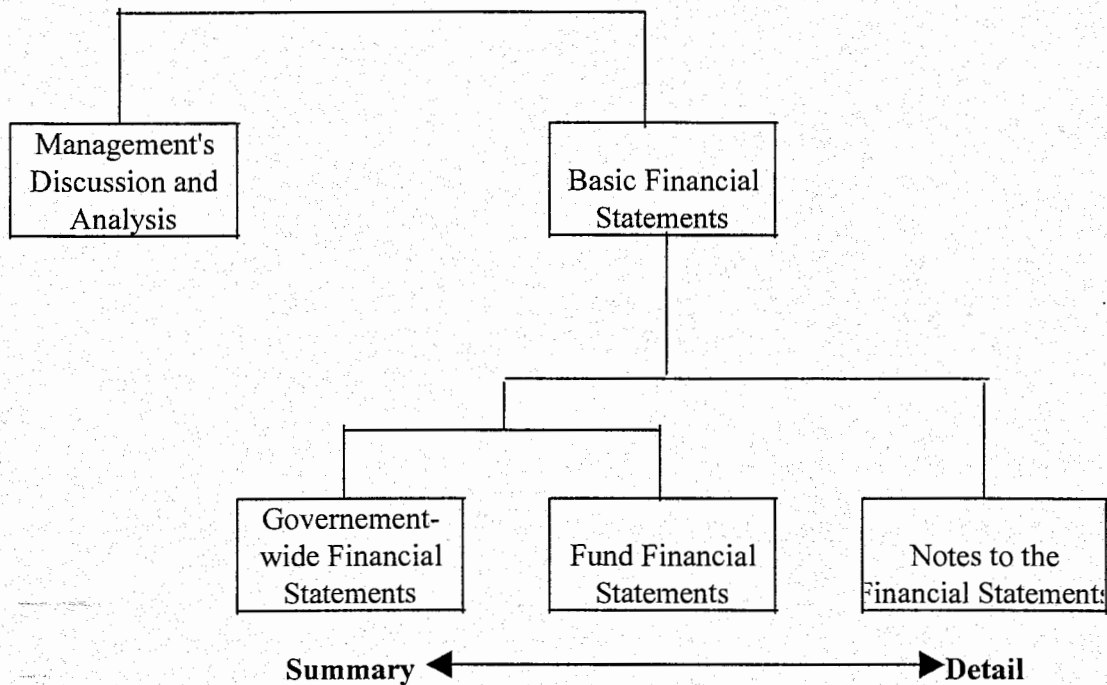 Management's
Discussion and
Analysis
Basic Financial
Statements
Governement-
wide Financial
Statements
Fund Financial
Statements
Notes to the
Financial Statements
Summary
Detail